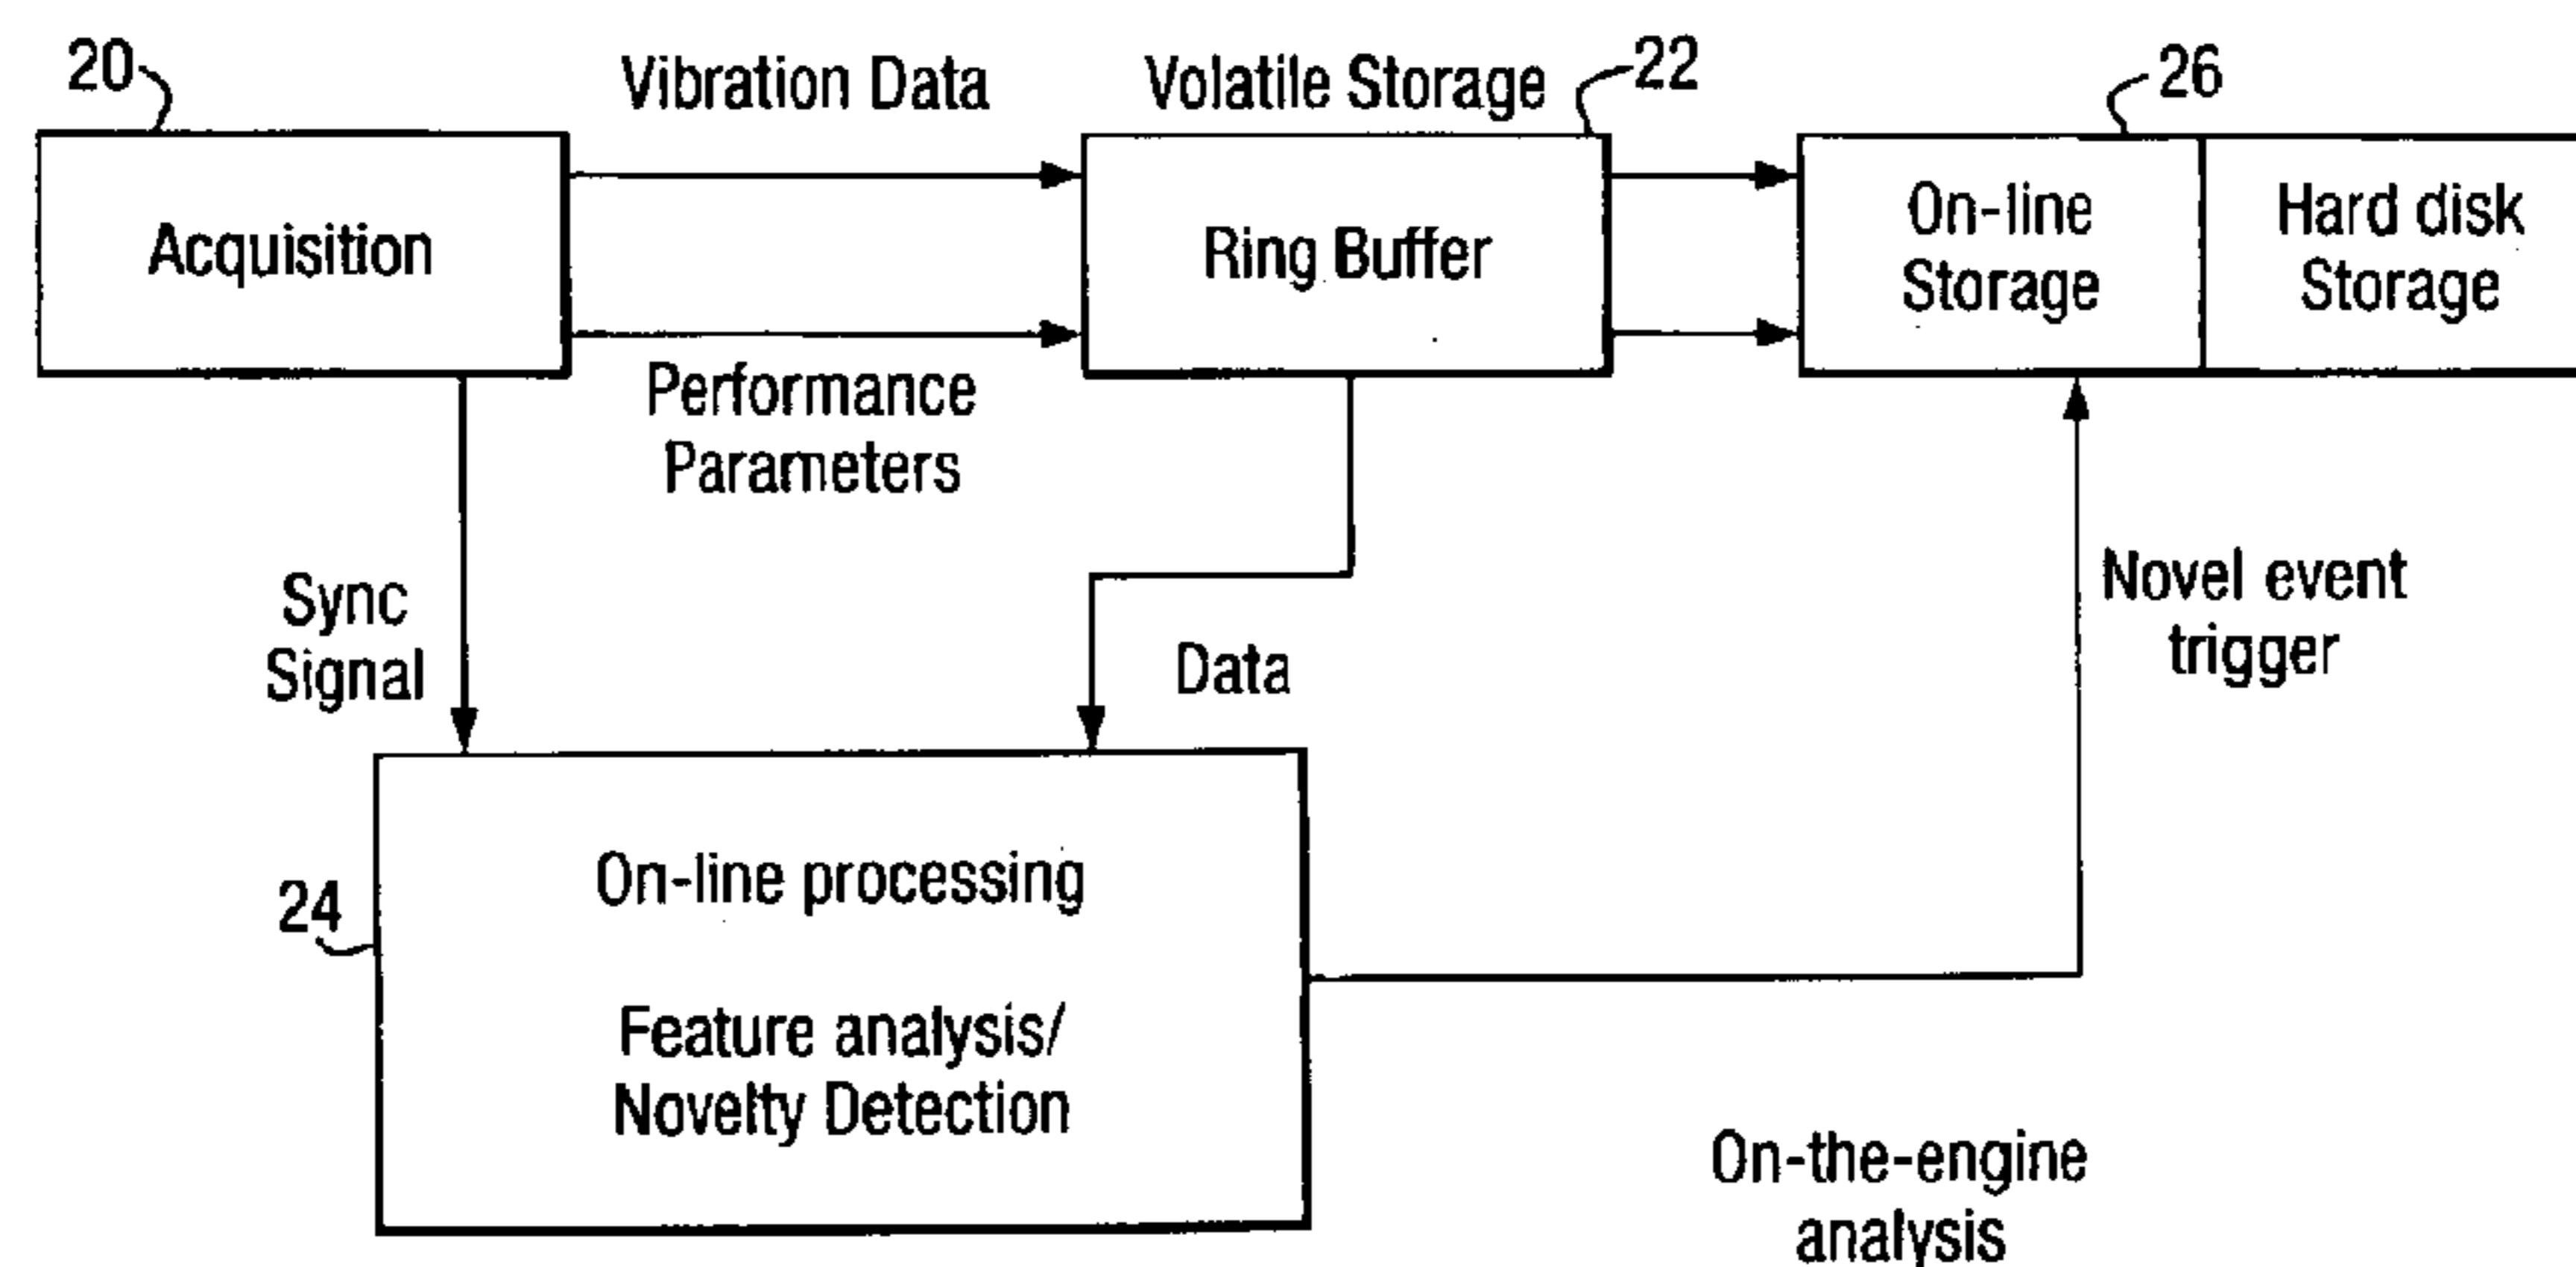 20
Vibration Data
Volatile Storage
22
26
Acquisition
Ring Buffer
On-line
Storage
Hard disk
Storage
Performance
Parameters
Sync
Signal
Data
Novel event
trigger
24
On-line processing
Feature analysis/
Novelty Detection
On-the-engine
analysis